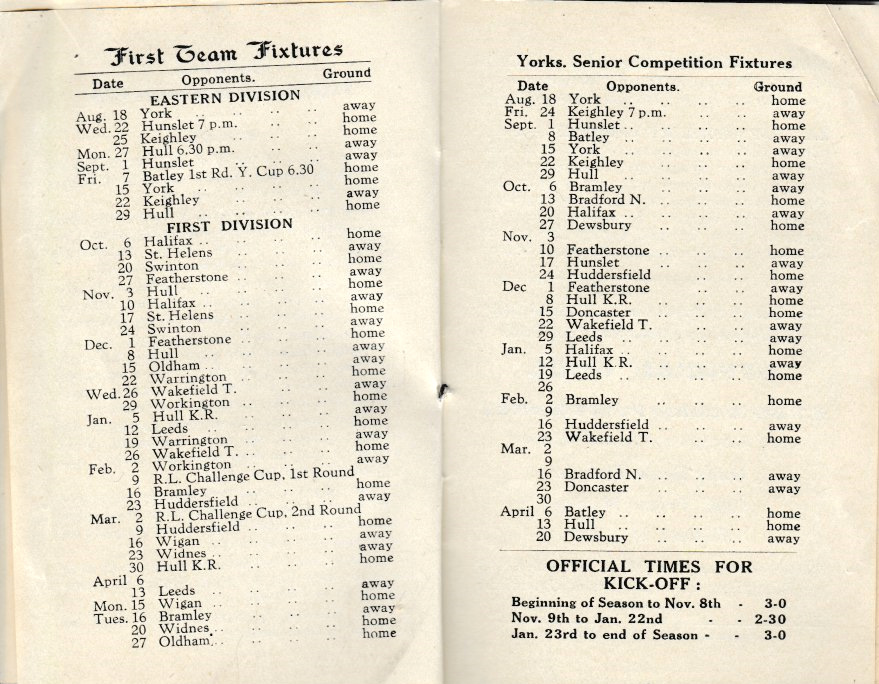 First Team Fixtures
Date Opponents. Ground
EASTERN DIVISION
Aug. 18 York .. .. .. away
Wed. 22 Hunslet 7 p.m. .. .. home
25 Keighley .. .. .. home
Mon. 27 Hull 6.30 p.m. .. .. away
Sept. 1 Hunslet .. .. .. away
Fri. 7 Batley 1st Rd. Y. Cup 6.30 home
15 York .. .. .. home
22 Keighley .. .. .. away
29 Hull .. .. .. home
FIRST DIVISION
Oct. 6 Halifax .. .. .. home
13 St. Helens .. .. away
20 Swinton .. .. home
27 Featherstone .. .. .. away
Nov. 3 Hull .. .. .. home
10 Halifax .. .. .. away
17 St. Helens .. .. home
24 Swinton .. .. away
Dec. 1 Featherstone .. .. .. home
8 Hull .. .. .. away
15 Oldham .. .. .. away
22 Warrington .. .. home
Wed. 26 Wakefield T. .. .. away
29 Workington .. .. home
Jan. 5 Hull K.R. .. .. away
12 Leeds .. .. .. home
19 Warrington .. .. away
26 Wakefield T. .. .. .. home
Feb. 2 Workington .. .. away
9 R.L. Challenge Cup, 1st Round
16 Bramley .. .. home
23 Huddersfield .. .. .. away
Mar. 2 R.L. Challenge Cup, 2nd Round
9 Huddersfield .. .. .. home
16 Wigan .. .. .. away
23 Widnes .. .. .. away
30 Hull K.R. .. .. home
April 6
13 Leeds .. .. .. away
Mon. 15 Wigan .. .. .. home
Tues. 16 Bramley .. .. away
20 Widnes .. .. .. home
27 Oldham .. .. .. home
Yorks. Senior Competition Fixtures
Date Opponents. Ground
Aug. 18 York .. .. .. .. home
Fri. 24 Keighley 7 p.m. .. .. .. away
Sept. 1 Hunslet .. .. .. .. home
8 Batley .. .. .. .. away
15 York .. .. .. .. away
22 Keighley .. .. .. home
29 Hull .. .. .. .. away
Oct. 6 Bramley .. .. .. away
13 Bradford N. .. .. .. home
20 Halifax .. .. .. .. away
27 Dewsbury .. .. .. home
Nov. 3
10 Featherstone .. .. .. home
17 Hunslet .. .. .. away
24 Huddersfield .. .. home
Dec 1 Featherstone .. .. .. away
8 Hull K.R. .. .. .. home
15 Doncaster .. .. .. home
22 Wakefield T. .. .. .. away
29 Leeds .. .. .. .. away
Jan. 5 Halifax .. .. .. .. home
12 Hull K.R. .. .. .. away
19 Leeds .. .. .. .. home
26
Feb. 2 Bramley .. .. .. home
9
16 Huddersfield .. .. .. away
23 Wakefield T. .. .. home
Mar. 2
9
16 Bradford N. .. .. .. away
23 Doncaster .. .. .. away
30
April 6 Batley .. .. .. .. home
13 Hull .. .. .. .. home
20 Dewsbury .. .. .. away
OFFICIAL TIMES FOR
KICK-OFF :
Beginning of Season to Nov. 8th - 3-0
Nov. 9th to Jan. 22nd - - 2-30
Jan. 23rd to end of Season - - 3-0